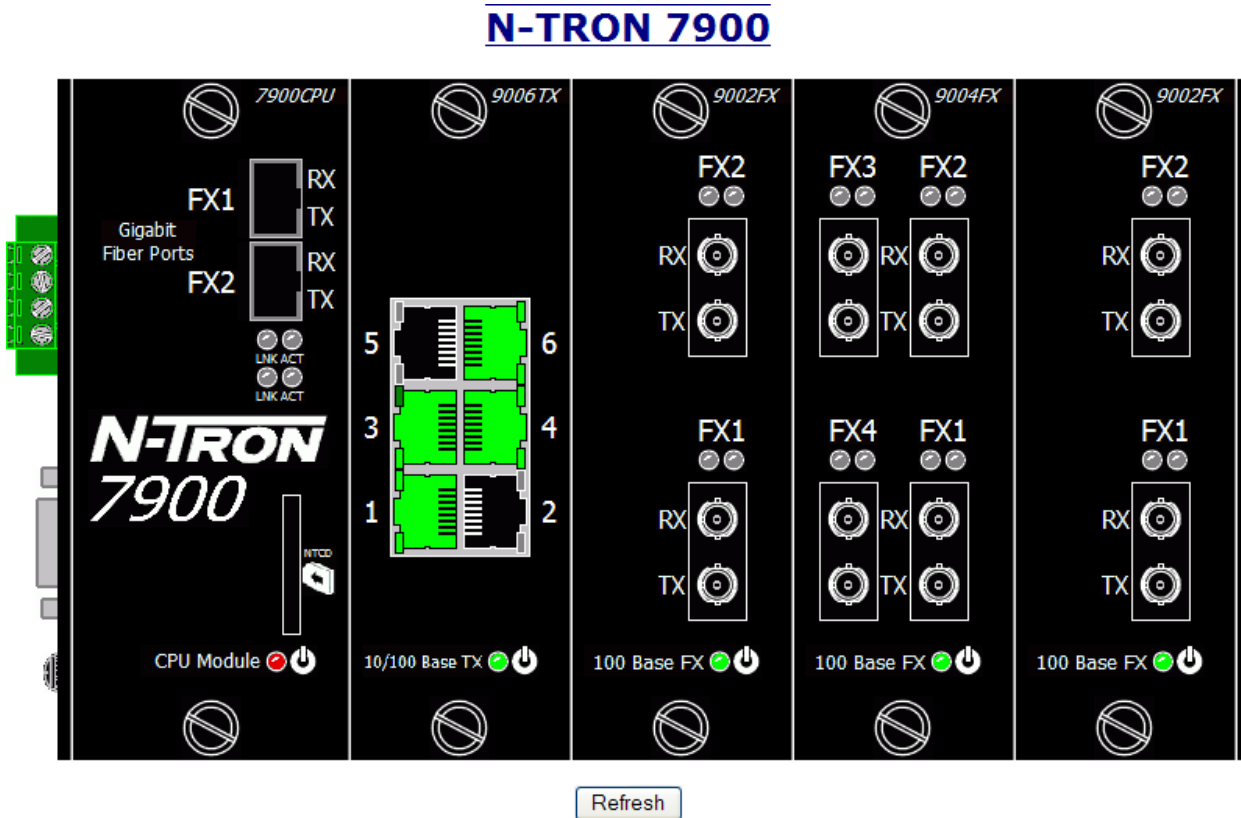 N-TRON 7900
7900CPU
FX1
RX
TX
Gigabit
Fiber Ports
FX2
RX
TX
LNK ACT
LNK ACT
N-TRON
7900
NTCD
CPU Module
9006TX
5
6
3
4
1
2
10/100 Base TX
9002FX
FX2
RX
TX
FX1
RX
TX
100 Base FX
9004FX
FX3 FX2
RX
TX
FX4 FX1
RX
TX
100 Base FX
9002FX
FX2
RX
TX
FX1
RX
TX
100 Base FX
Refresh